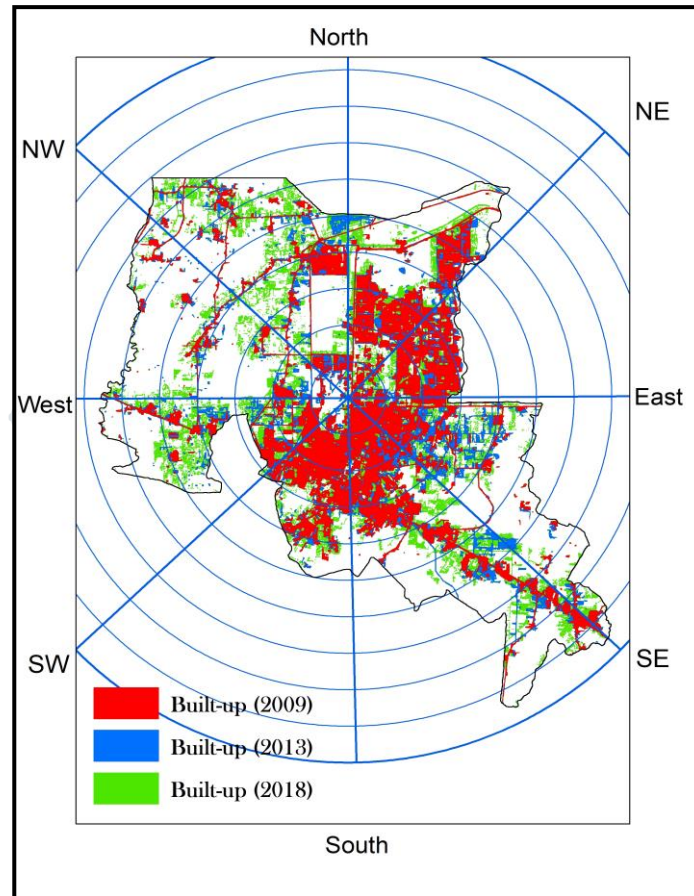 North
NE
NW
West
East
SW
SE
Built-up (2009)
Built-up (2013)
Built-up (2018)
South